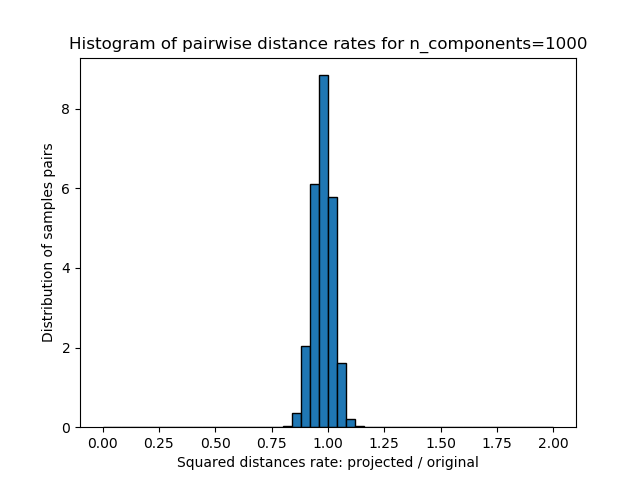 Histogram of pairwise distance rates for n_components=1000
8
6
4
2
0
Distribution of samples pairs
0.00 0.25 0.50 0.75 1.00 1.25 1.50 1.75 2.00
Squared distances rate: projected / original